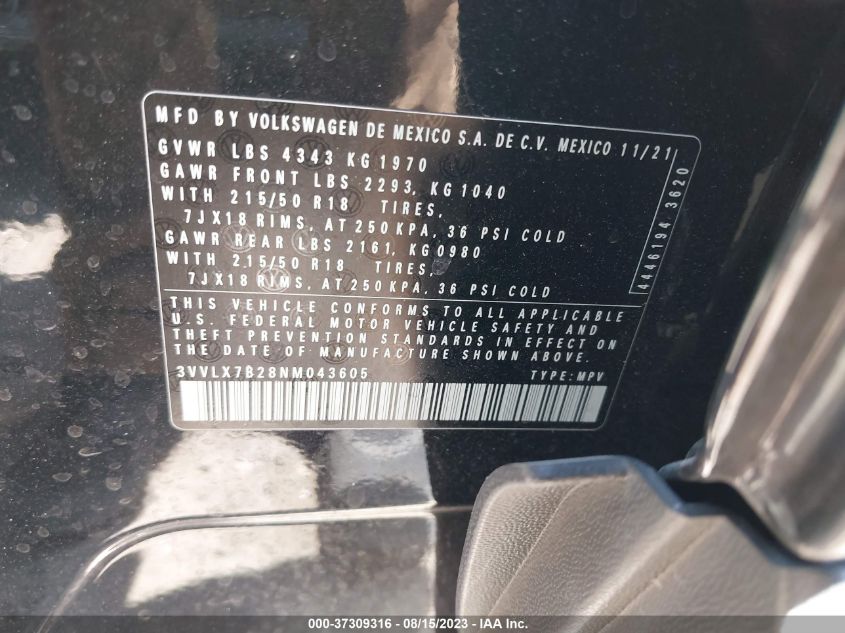 MFD BY VOLKSWAGEN DE MEXICO S.A. DE C.V. MEXICO 11/21
GVWR LBS 4343 KG 1970
GAWR FRONT LBS 2293, KG 1040
WITH 215/50 R18 TIRES,
7JX18 RIMS, AT 250 KPA, 36 PSI COLD
GAWR REAR LBS 2161, KG0980
WITH 215/50 R18 TIRES,
7JX18 RIMS, AT 250KPA, 36 PSI COLD
THIS VEHICLE CONFORMS TO ALL APPLICABLE
U.S. FEDERAL MOTOR VEHICLE SAFETY AND
THEFT PREVENTION STANDARDS IN EFFECT ON
THE DATE OF MANUFACTURE SHOWN ABOVE.
3VVLX7B28NM043605 TYPE: MPV
4446194 3620
000-37309316 - 08/15/2023 - IAA Inc.